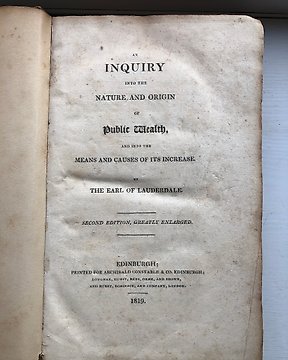 AN
INQUIRY
INTO THE
NATURE AND ORIGIN
OF
Public Wealth,
AND INTO THE
MEANS AND CAUSES OF ITS INCREASE.
BY
THE EARL OF LAUDERDALE.
SECOND EDITION, GREATLY ENLARGED.
EDINBURGH:
PRINTED FOR ARCHIBALD CONSTABLE & CO. EDINBURGH;
LONGMAN, HURST, REES, ORME, AND BROWN,
AND HURST, ROBINSON, AND COMPANY, LONDON.
1819.